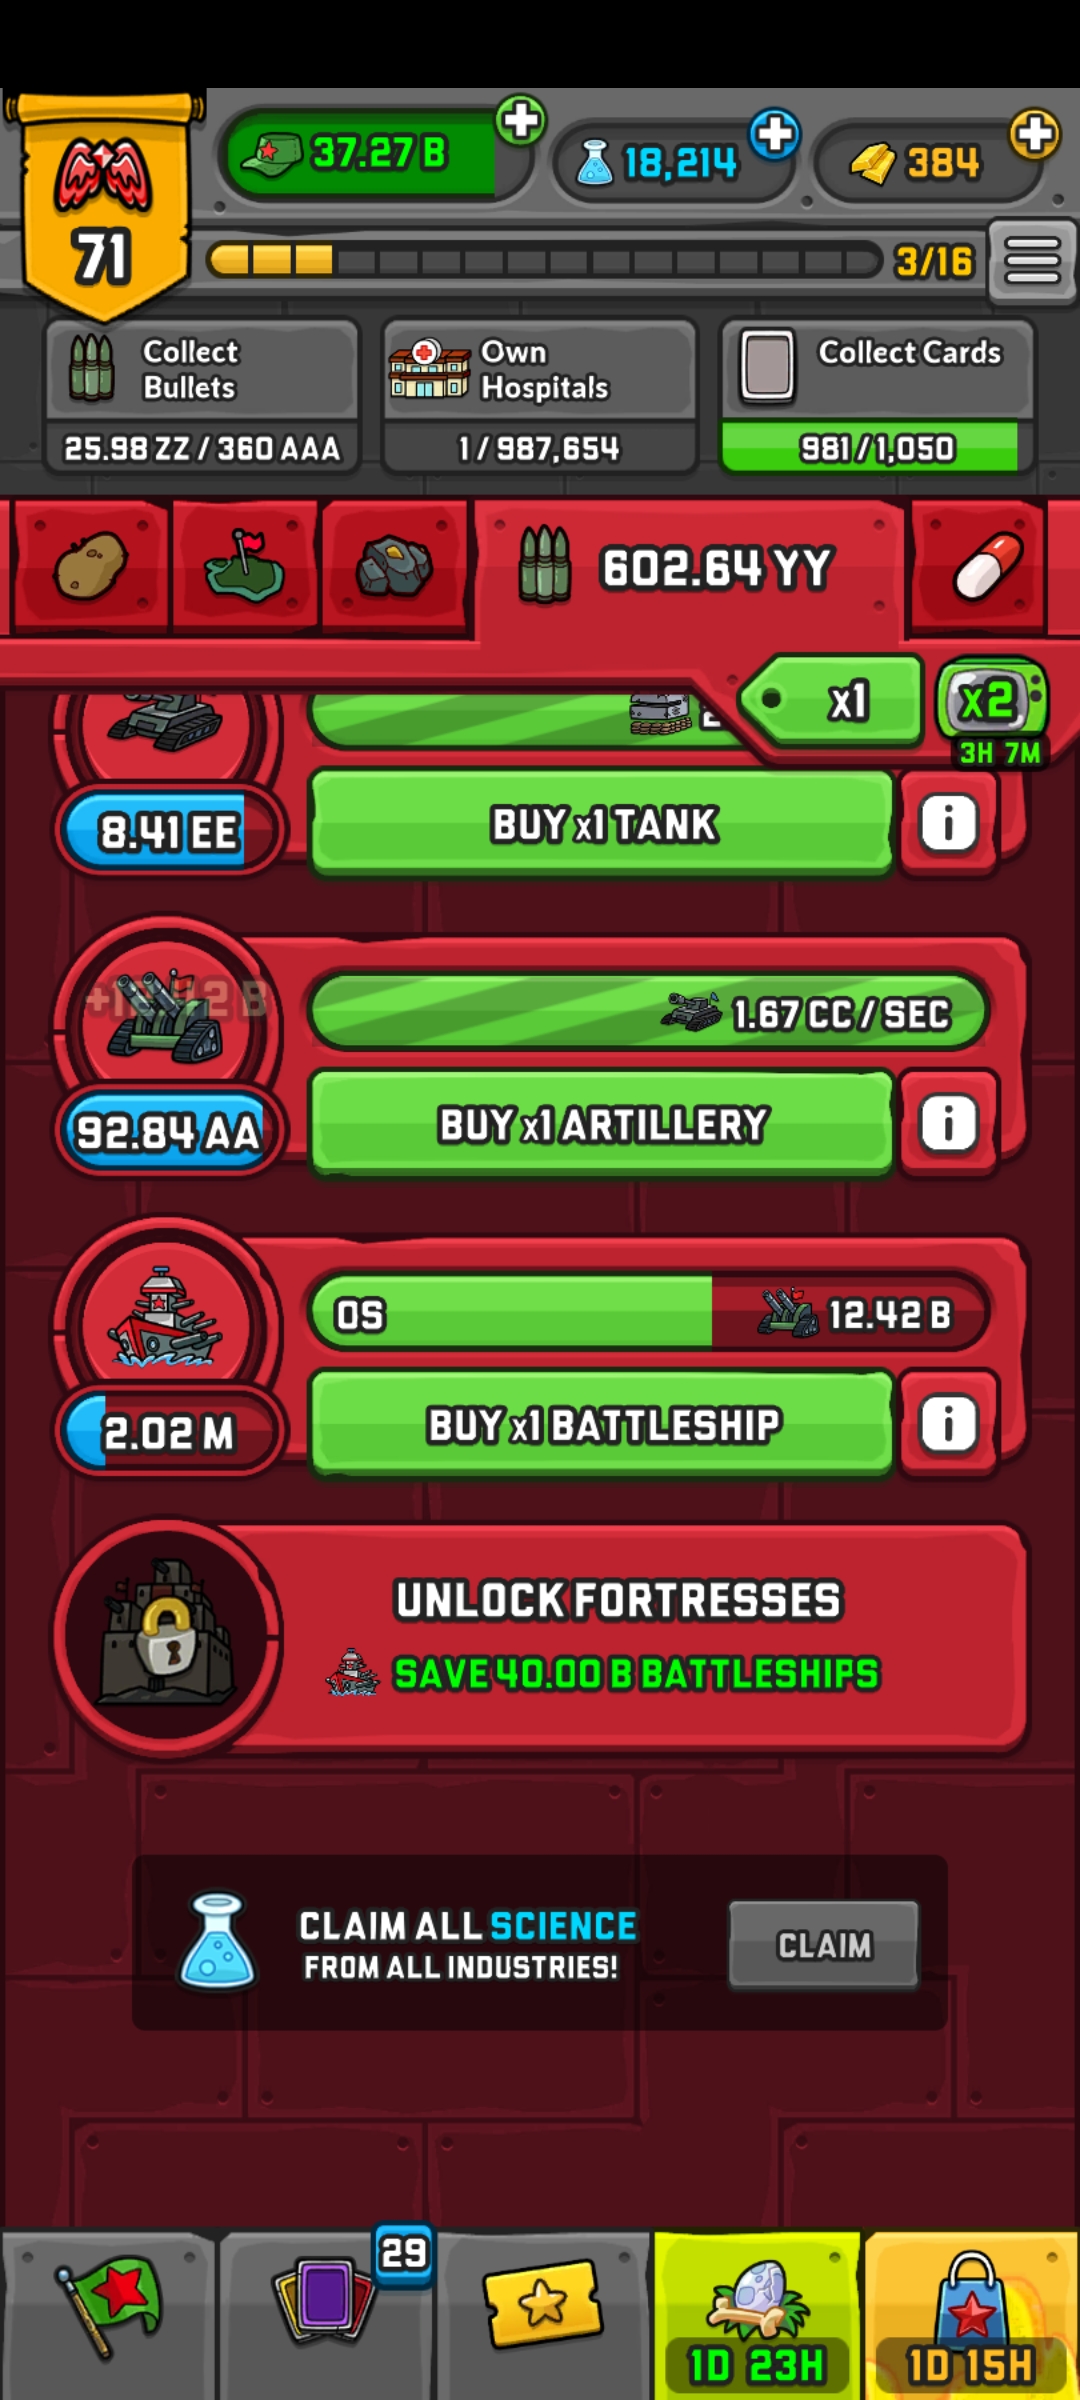 37.27 B
18,214
384
71
3/16
Collect
Bullets
25.98 ZZ / 360 AAA
Own
Hospitals
1 / 987,654
Collect Cards
981 / 1,050
602.64 YY
x1
x2
3H 7M
8.41 EE
BUY x1 TANK
i
1.67 CC / SEC
92.84 AA
BUY x1 ARTILLERY
i
0S
12.42 B
2.02 M
BUY x1 BATTLESHIP
i
UNLOCK FORTRESSES
SAVE 40.00 B BATTLESHIPS
CLAIM ALL SCIENCE
FROM ALL INDUSTRIES!
CLAIM
29
1D 23H
1D 15H